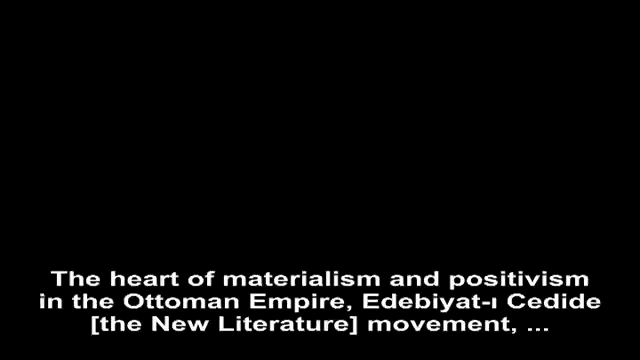 The heart of materialism and positivism
in the Ottoman Empire, Edebiyat-ı Cedide
[the New Literature] movement, ...